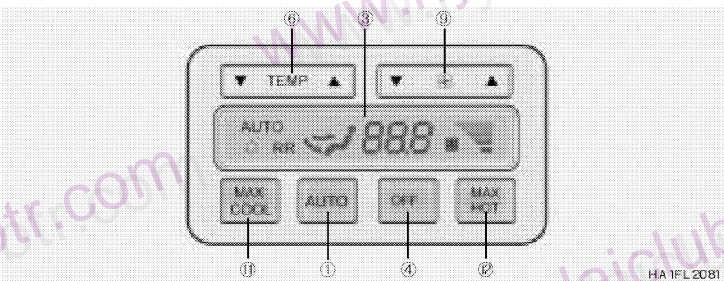 ⑥ ③ ⑨
▼ TEMP ▲ ▼ ▲
AUTO
RR 88.8
MAX COOL AUTO OFF MAX HOT
⑪ ① ④ ⑫
HA1FL2081